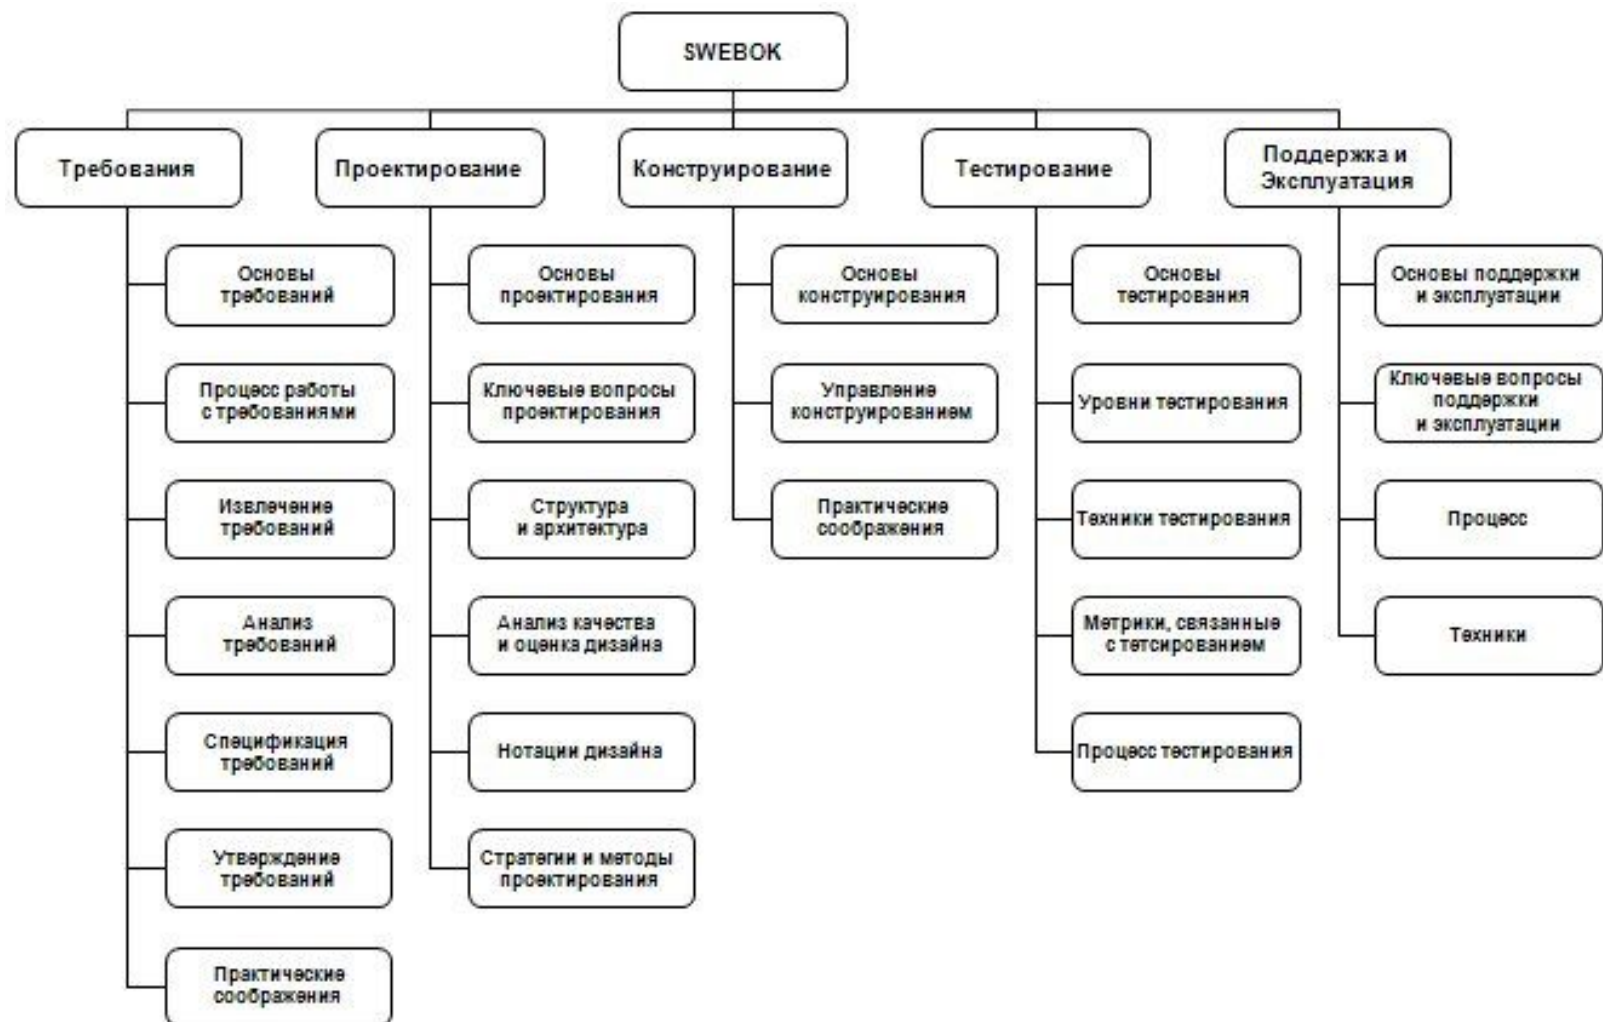 SWEBOK
Требования
Проектирование
Конструирование
Тестирование
Поддержка и
Эксплуатация
Основы
требований
Процесс работы
с требованиями
Извлечение
требований
Анализ
требований
Спецификация
требований
Утверждение
требований
Практические
соображения
Основы
проектирования
Ключевые вопросы
проектирования
Структура
и архитектура
Анализ качества
и оценка дизайна
Нотации дизайна
Стратегии и методы
проектирования
Основы
конструирования
Управление
конструированием
Практические
соображения
Основы
тестирования
Уровни тестирования
Техники тестирования
Метрики, связанные
с тетсированием
Процесс тестирования
Основы поддержки
и эксплуатации
Ключевые вопросы
поддержки
и эксплуатации
Процесс
Техники